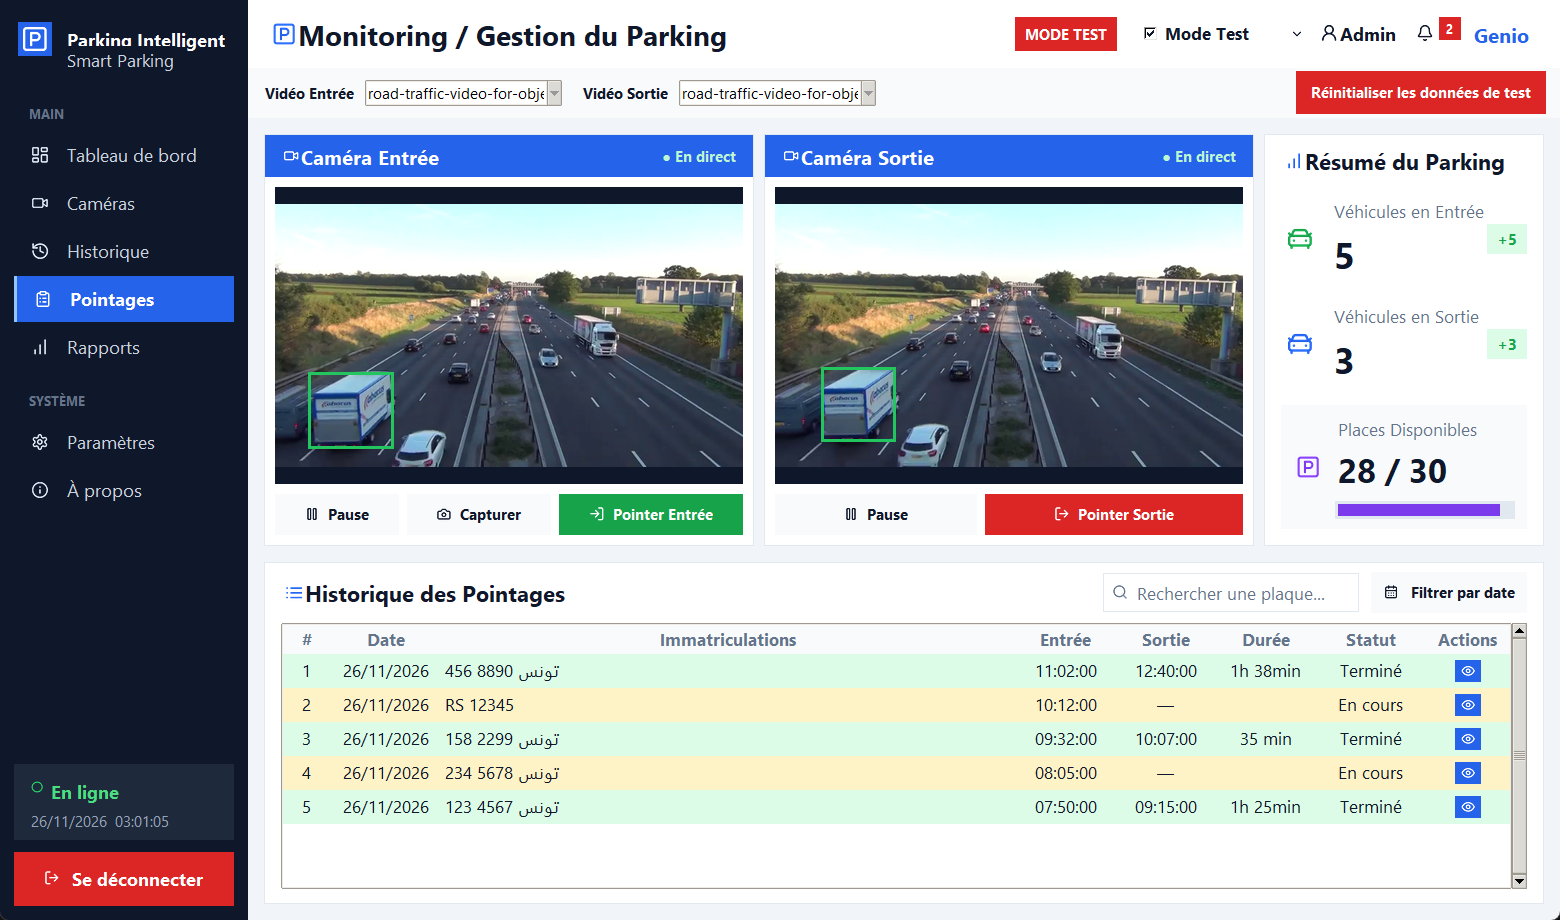 Parking Intelligent
Smart Parking
MAIN
Tableau de bord
Caméras
Historique
Pointages
Rapports
SYSTÈME
Paramètres
À propos
En ligne
26/11/2026 03:01:05
Se déconnecter
P Monitoring / Gestion du Parking
MODE TEST
Mode Test
Admin
2
Genio
Vidéo Entrée
road-traffic-video-for-obje
Vidéo Sortie
road-traffic-video-for-obje
Réinitialiser les données de test
Caméra Entrée
● En direct
Pause
Capturer
Pointer Entrée
Caméra Sortie
● En direct
Pause
Pointer Sortie
Résumé du Parking
Véhicules en Entrée
5
+5
Véhicules en Sortie
3
+3
Places Disponibles
P 28 / 30
Historique des Pointages
Rechercher une plaque...
Filtrer par date
# Date Immatriculations Entrée Sortie Durée Statut Actions
1 26/11/2026 456 8890 تونس 11:02:00 12:40:00 1h 38min Terminé
2 26/11/2026 RS 12345 10:12:00 — En cours
3 26/11/2026 158 2299 تونس 09:32:00 10:07:00 35 min Terminé
4 26/11/2026 234 5678 تونس 08:05:00 — En cours
5 26/11/2026 123 4567 تونس 07:50:00 09:15:00 1h 25min Terminé